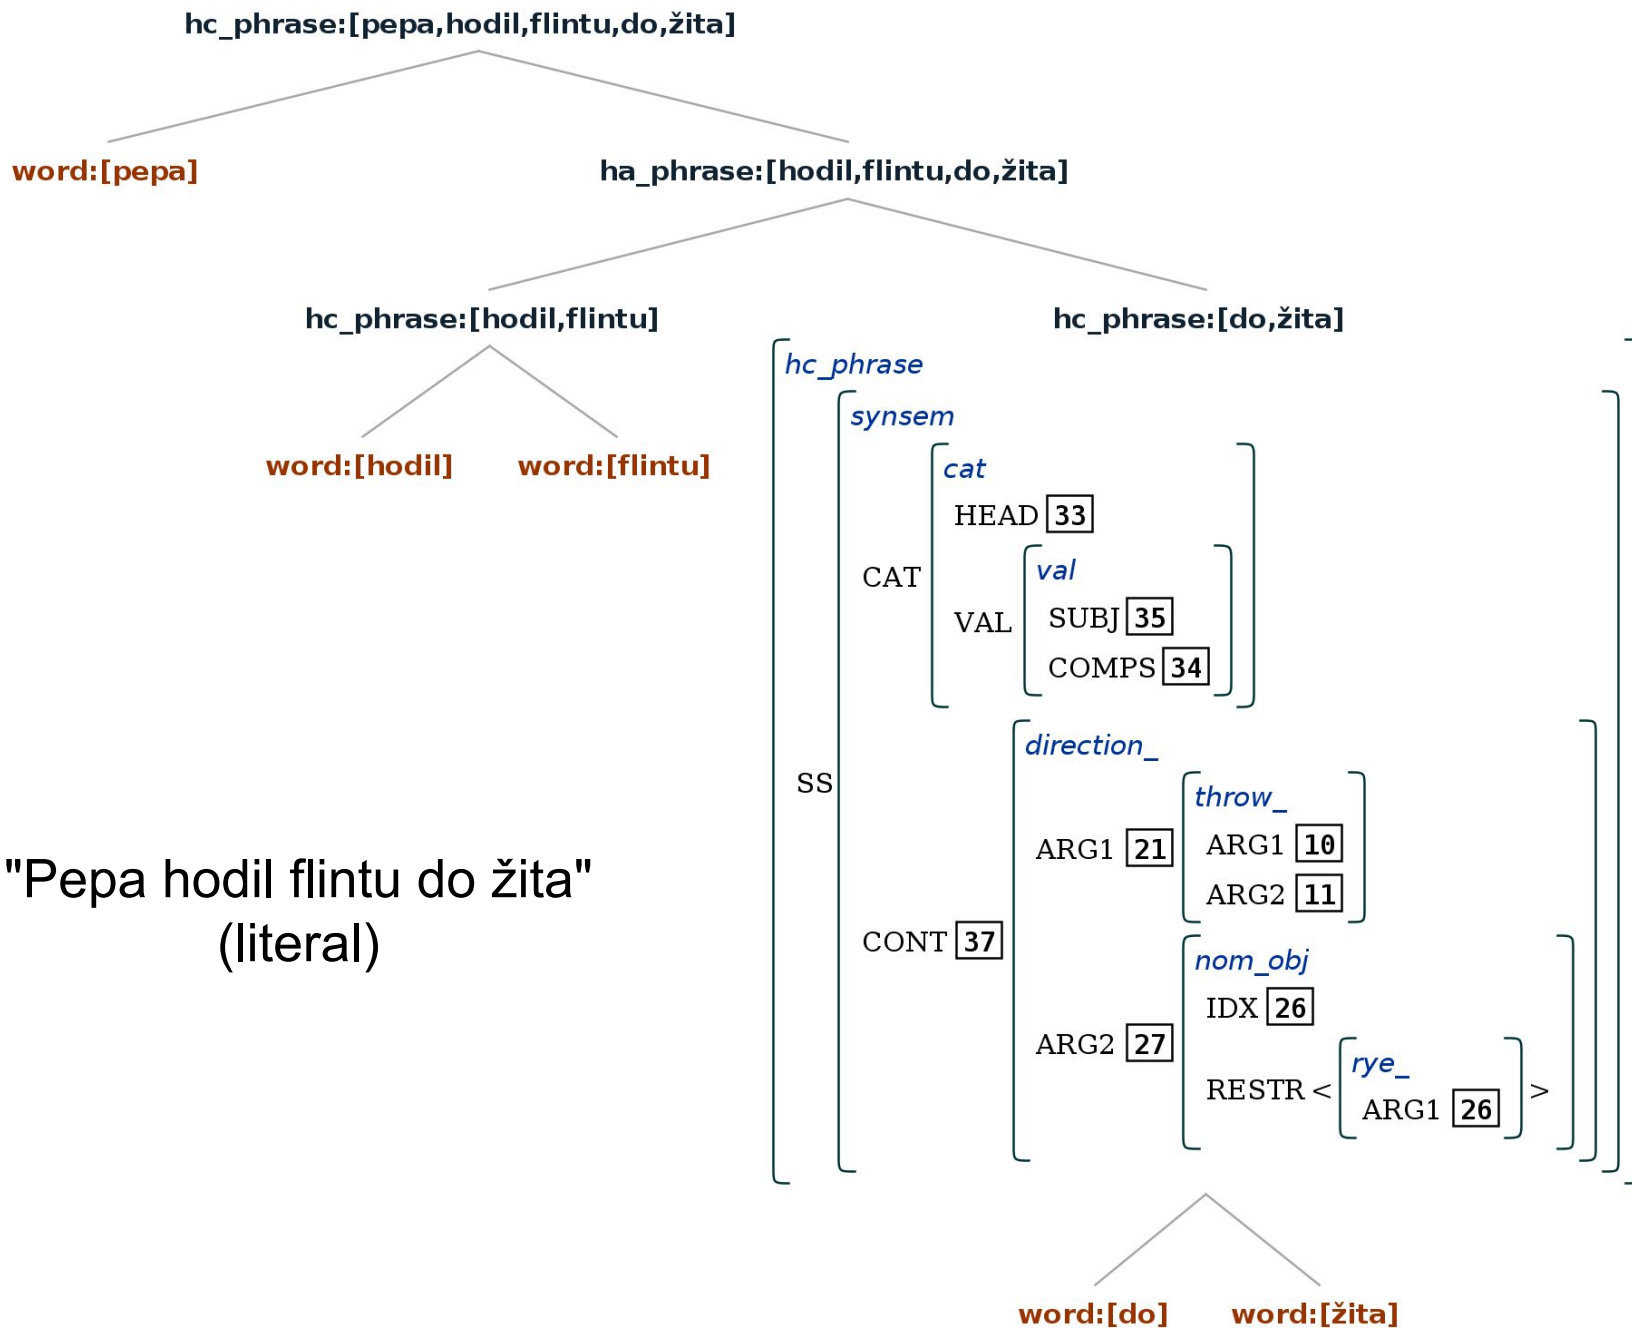 hc_phrase:[pepa,hodil,flintu,do,žita]
word:[pepa]
ha_phrase:[hodil,flintu,do,žita]
hc_phrase:[hodil,flintu]
hc_phrase:[do,žita]
word:[hodil]
word:[flintu]
hc_phrase
synsem
cat
HEAD 33
CAT
val
VAL
SUBJ 35
COMPS 34
direction_
SS
throw_
ARG1 21
ARG1 10
ARG2 11
CONT 37
nom_obj
IDX 26
ARG2 27
rye_
RESTR < >
ARG1 26
"Pepa hodil flintu do žita"
(literal)
word:[do]
word:[žita]